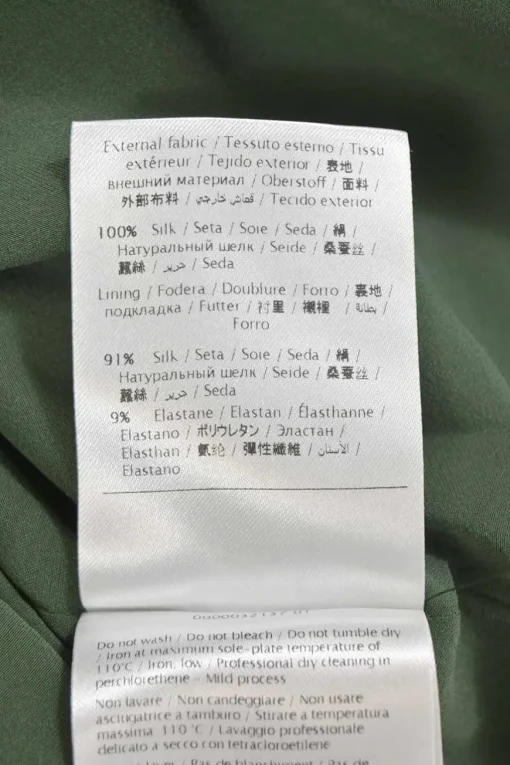 External fabric / Tessuto esterno / Tissu
extérieur / Tejido exterior / 表地 /
внешний материал / Oberstoff / 面料 /
外部布料 / قماش خارجي / Tecido exterior
100% Silk / Seta / Soie / Seda / 絹 /
Натуральный шелк / Seide / 桑蚕丝 /
蠶絲 / حرير / Seda
Lining / Fodera / Doublure / Forro / 裏地 /
подкладка / Futter / 衬里 / 襯裡 / بطانة /
Forro
91% Silk / Seta / Soie / Seda / 絹 /
Натуральный шелк / Seide / 桑蚕丝 /
蠶絲 / حرير / Seda
9% Elastane / Elastan / Élasthanne /
Elastano / ポリウレタン / Эластан /
Elasthan / 氨纶 / 彈性纖維 / الأستان /
Elastano
Do not wash / Do not bleach / Do not tumble dry
/ Iron at maximum sole-plate temperature of
110°C / Iron, low / Professional dry cleaning in
perchlorethene – Mild process
Non lavare / Non candeggiare / Non usare
asciugatrice a tamburo / Stirare a temperatura
massima 110°C / Lavaggio professionale
delicato a secco con tetracloroetilene